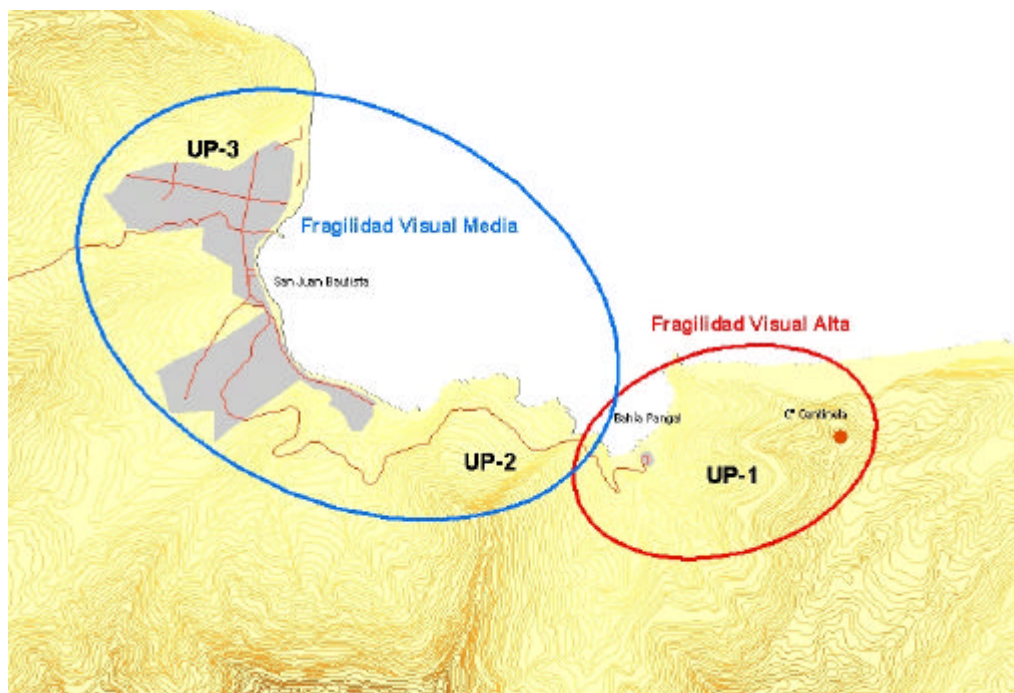 UP-3
Fragilidad Visual Media
San Juan Bautista
Fragilidad Visual Alta
Bahía Pangal
Cº Centinela
UP-2
UP-1